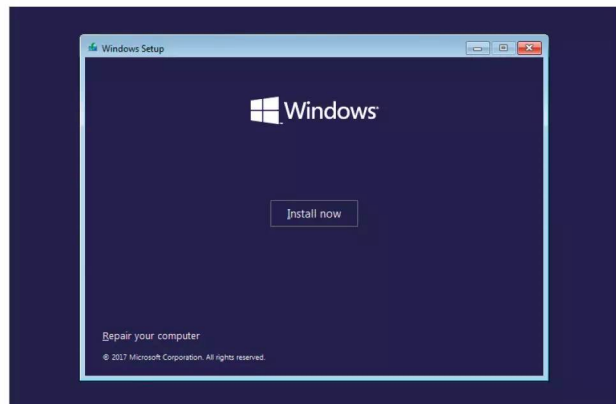 Windows Setup
Windows
Install now
Repair your computer
© 2017 Microsoft Corporation. All rights reserved.